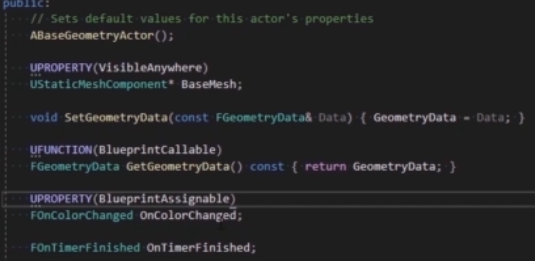 public:
// Sets default values for this actor's properties
ABaseGeometryActor();
UPROPERTY(VisibleAnywhere)
UStaticMeshComponent* BaseMesh;
void SetGeometryData(const FGeometryData& Data) { GeometryData = Data; }
UFUNCTION(BlueprintCallable)
FGeometryData GetGeometryData() const { return GeometryData; }
UPROPERTY(BlueprintAssignable)
FOnColorChanged OnColorChanged;
FOnTimerFinished OnTimerFinished;